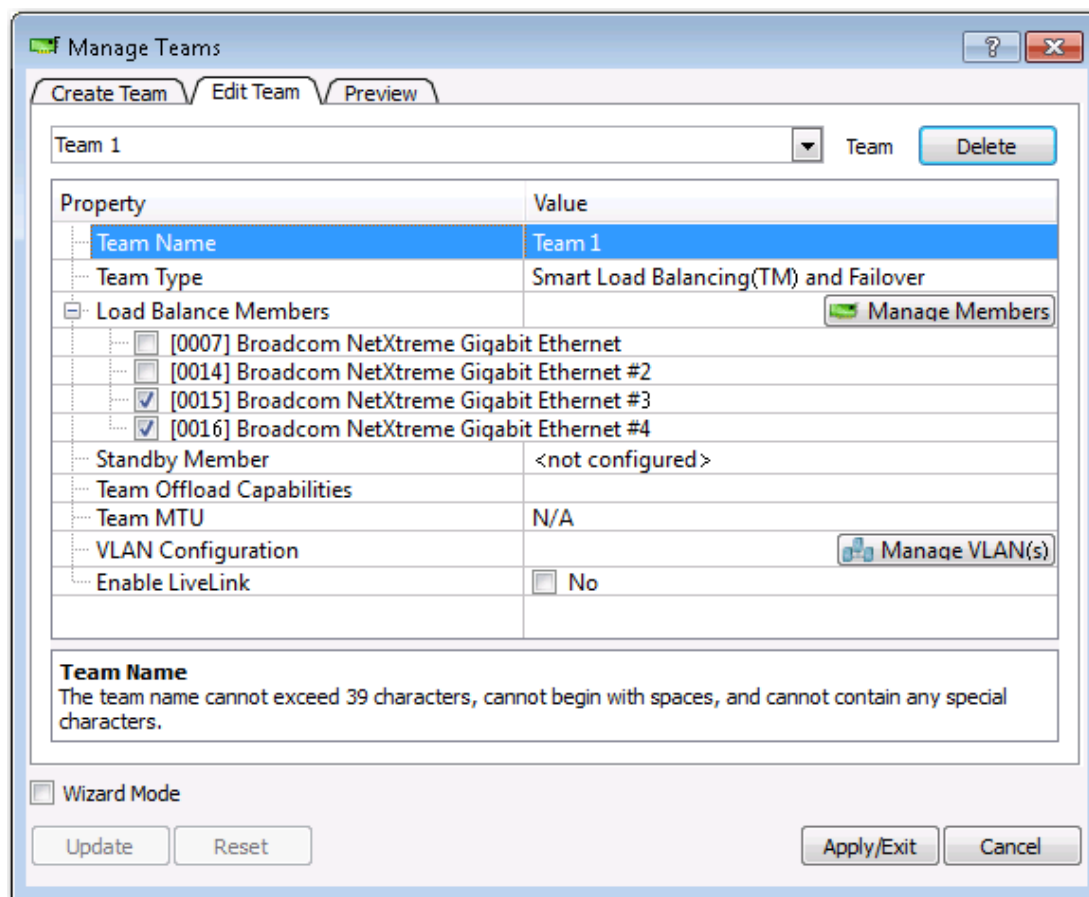 Manage Teams
Create Team Edit Team Preview
Team 1 Team Delete
Property Value
Team Name Team 1
Team Type Smart Load Balancing(TM) and Failover
Load Balance Members Manage Members
[0007] Broadcom NetXtreme Gigabit Ethernet
[0014] Broadcom NetXtreme Gigabit Ethernet #2
[0015] Broadcom NetXtreme Gigabit Ethernet #3
[0016] Broadcom NetXtreme Gigabit Ethernet #4
Standby Member <not configured>
Team Offload Capabilities
Team MTU N/A
VLAN Configuration Manage VLAN(s)
Enable LiveLink No
Team Name
The team name cannot exceed 39 characters, cannot begin with spaces, and cannot contain any special
characters.
Wizard Mode
Update Reset Apply/Exit Cancel